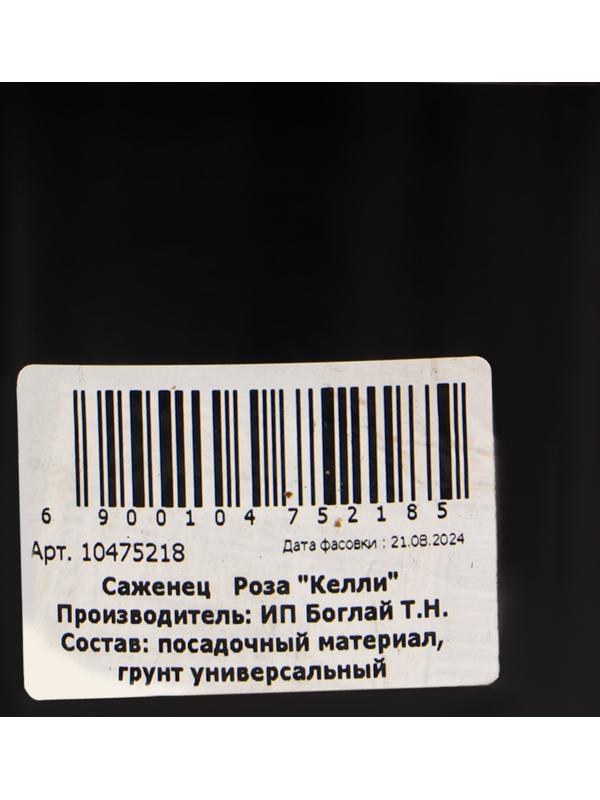 6 900104 752185
Арт. 10475218
Дата фасовки : 21.08.2024
Саженец Роза "Келли"
Производитель: ИП Боглай Т.Н.
Состав: посадочный материал,
грунт универсальный